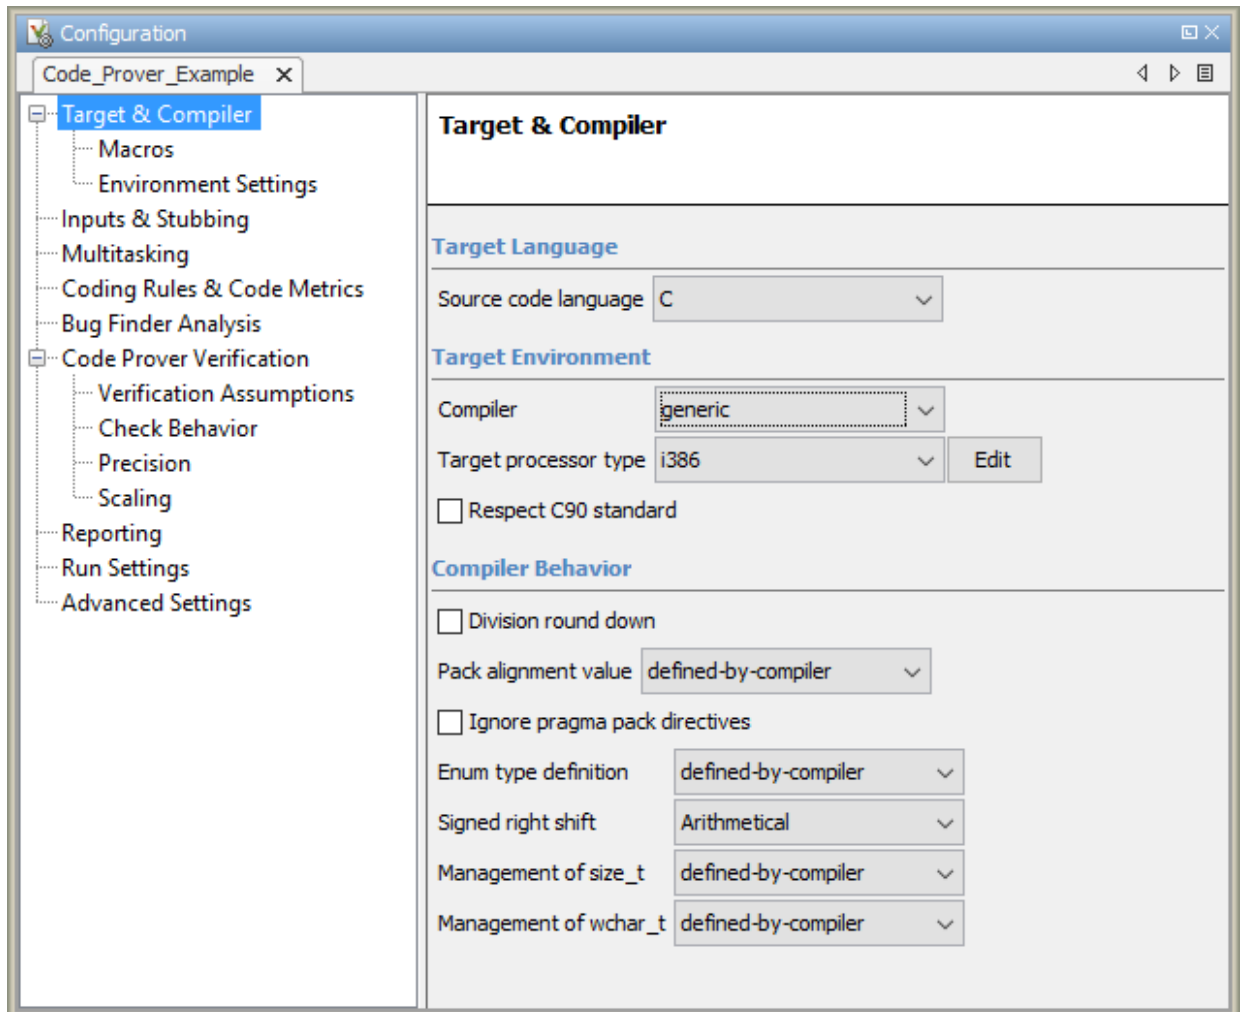 Configuration
Code_Prover_Example
Target & Compiler
Macros
Environment Settings
Inputs & Stubbing
Multitasking
Coding Rules & Code Metrics
Bug Finder Analysis
Code Prover Verification
Verification Assumptions
Check Behavior
Precision
Scaling
Reporting
Run Settings
Advanced Settings
Target & Compiler
Target Language
Source code language C
Target Environment
Compiler generic
Target processor type i386 Edit
Respect C90 standard
Compiler Behavior
Division round down
Pack alignment value defined-by-compiler
Ignore pragma pack directives
Enum type definition defined-by-compiler
Signed right shift Arithmetical
Management of size_t defined-by-compiler
Management of wchar_t defined-by-compiler